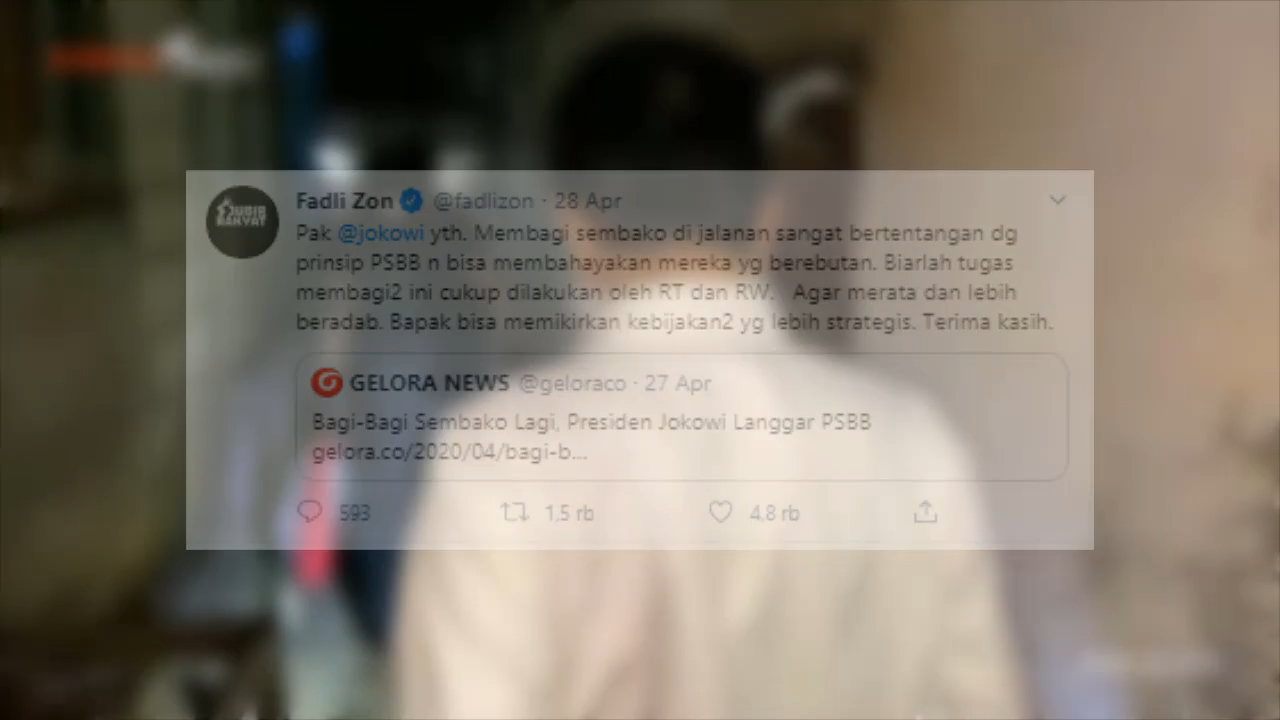 Fadli Zon @fadlizon · 28 Apr
Pak @jokowi yth. Membagi sembako di jalanan sangat bertentangan dg
prinsip PSBB n bisa membahayakan mereka yg berebutan. Biarlah tugas
membagi2 ini cukup dilakukan oleh RT dan RW. Agar merata dan lebih
beradab. Bapak bisa memikirkan kebijakan2 yg lebih strategis. Terima kasih.
GELORA NEWS @geloraco · 27 Apr
Bagi-Bagi Sembako Lagi, Presiden Jokowi Langgar PSBB
gelora.co/2020/04/bagi-b...
593 1,5 rb 4,8 rb